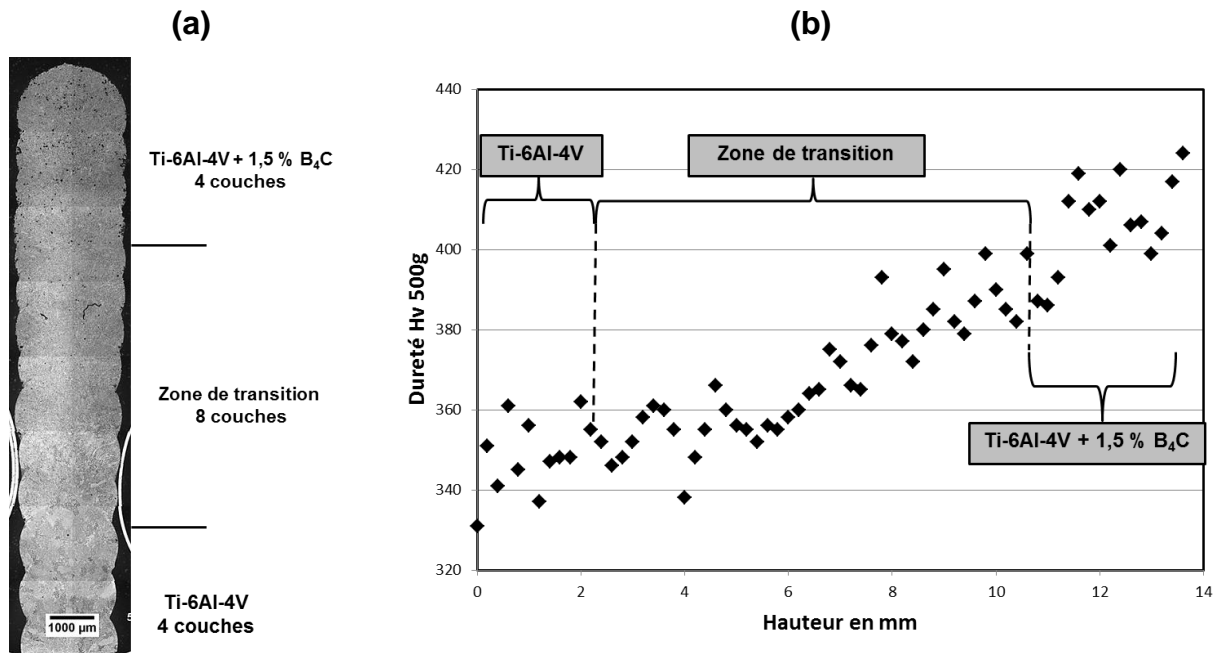 (a)
Ti-6Al-4V + 1,5 % B₄C
4 couches
Zone de transition
8 couches
Ti-6Al-4V
4 couches
1000 µm
5
(b)
Dureté Hv 500g
440
420
400
380
360
340
320
Ti-6Al-4V
Zone de transition
Ti-6Al-4V + 1,5 % B₄C
0
2
4
6
8
10
12
14
Hauteur en mm